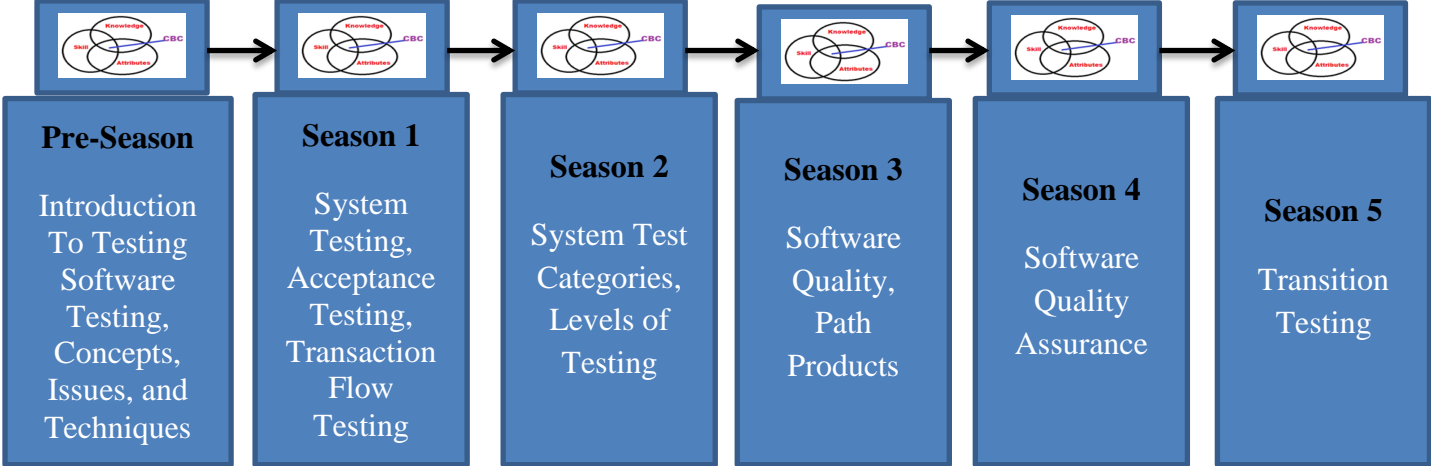 Knowledge
Skill
CBC
Attributes
Knowledge
Skill
CBC
Attributes
Knowledge
Skill
CBC
Attributes
Knowledge
Skill
CBC
Attributes
Knowledge
Skill
CBC
Attributes
Knowledge
Skill
CBC
Attributes
Pre-Season
Introduction
To Testing
Software
Testing,
Concepts,
Issues, and
Techniques
Season 1
System
Testing,
Acceptance
Testing,
Transaction
Flow
Testing
Season 2
System Test
Categories,
Levels of
Testing
Season 3
Software
Quality,
Path
Products
Season 4
Software
Quality
Assurance
Season 5
Transition
Testing